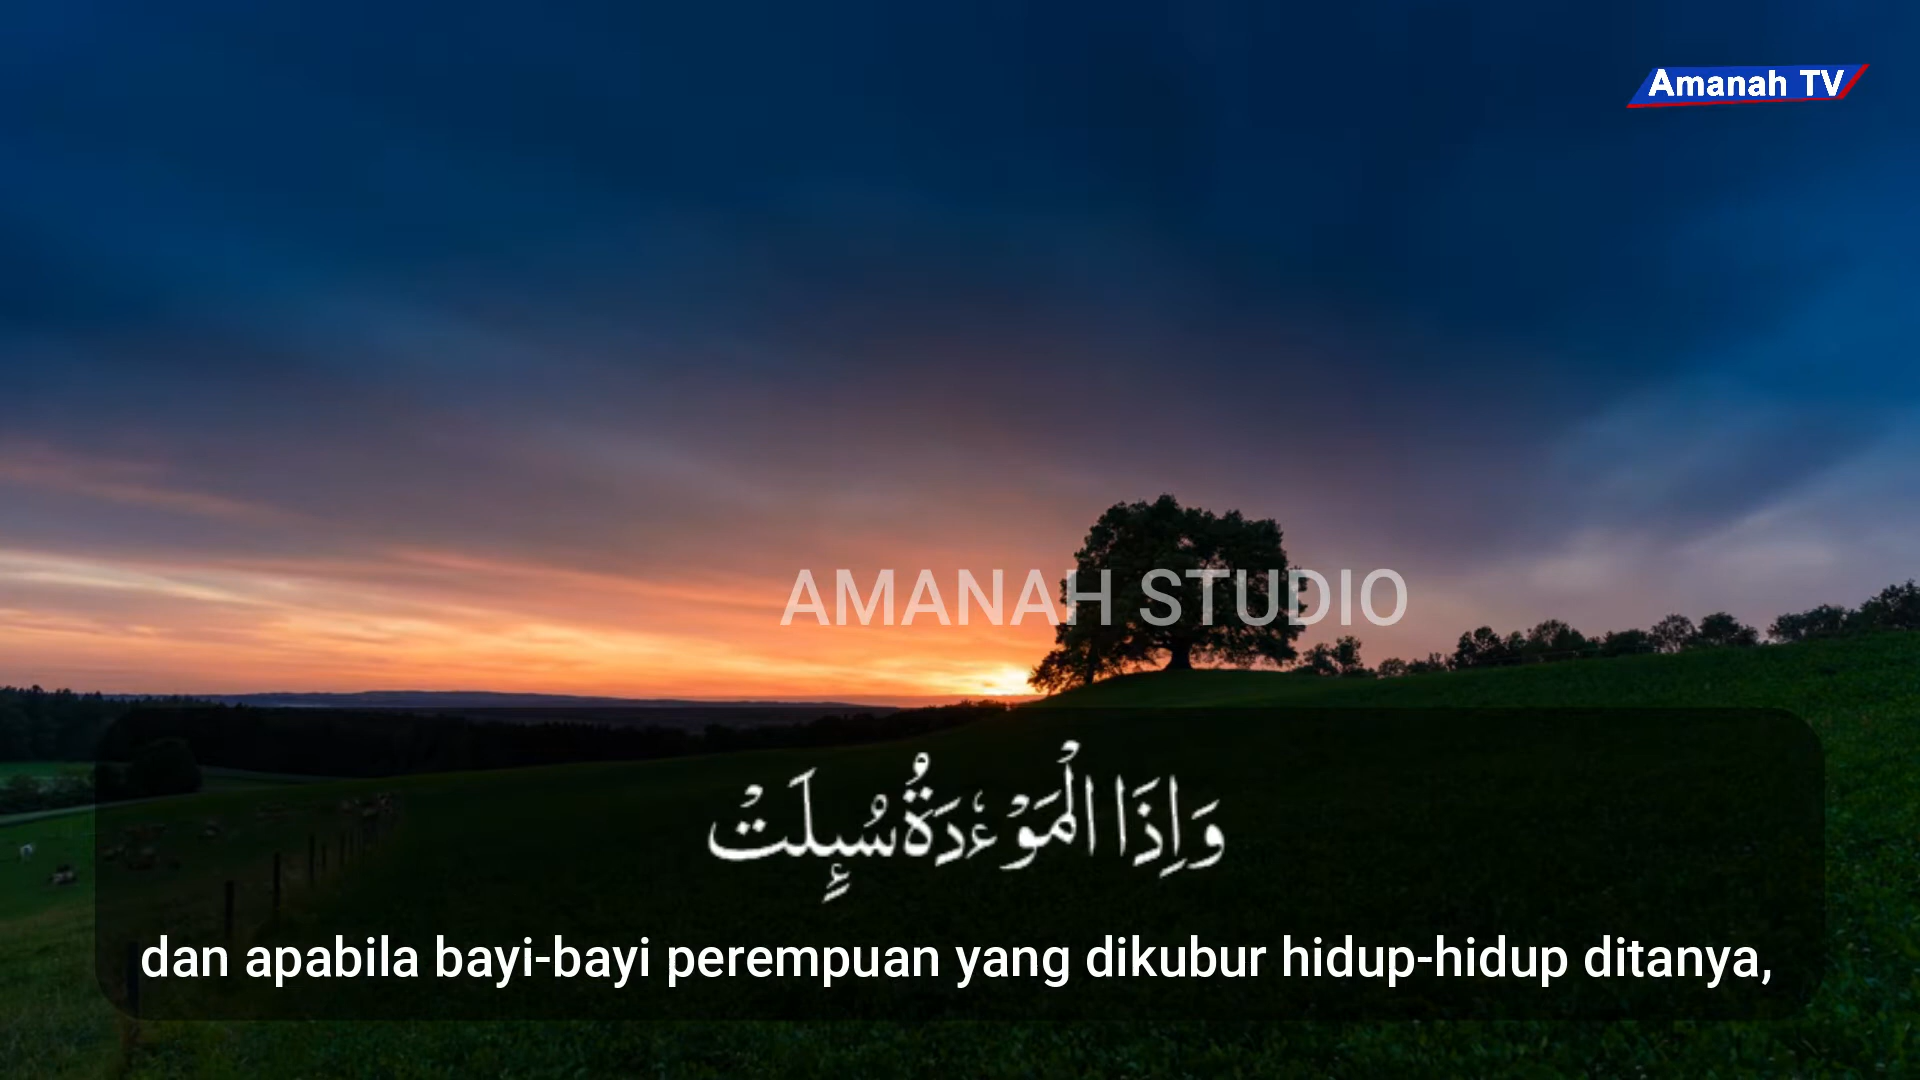 Amanah TV
AMANAH STUDIO
وَاِذَا الْمَوْءٗدَةُ سُىِٕلَتْ
dan apabila bayi-bayi perempuan yang dikubur hidup-hidup ditanya,